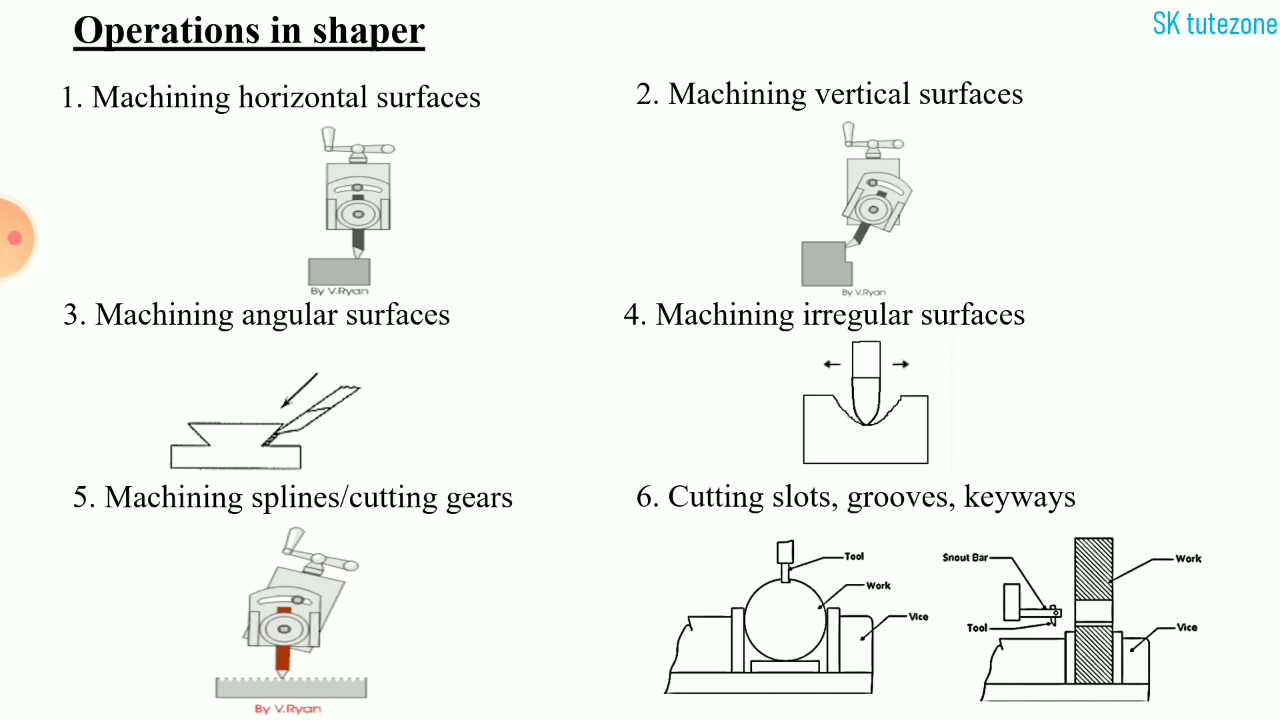 Operations in shaper
SK tutezone
1. Machining horizontal surfaces
2. Machining vertical surfaces
By V.Ryan
By V.Ryan
3. Machining angular surfaces
4. Machining irregular surfaces
5. Machining splines/cutting gears
6. Cutting slots, grooves, keyways
By V.Ryan
Tool
Work
Vice
Snout Bar
Work
Tool
Vice